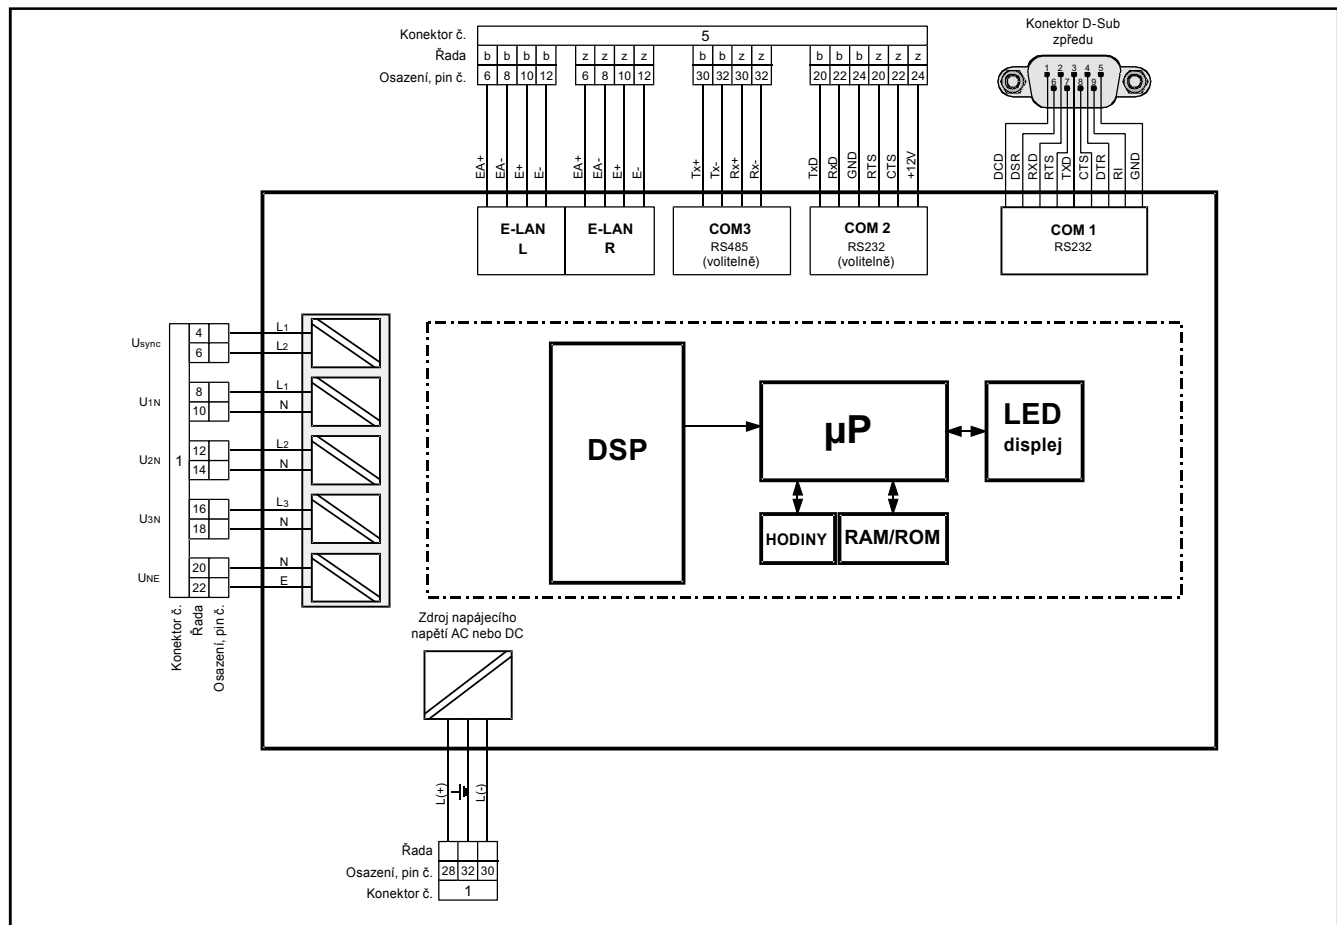 Konektor č. 5
Řada b b b b z z z z b b z z b b b z z z
Osazení, pin č. 6 8 10 12 6 8 10 12 30 32 30 32 20 22 24 20 22 24
EA+ EA- E+ E- EA+ EA- E+ E- Tx+ Tx- Rx+ Rx- TxD RxD GND RTS CTS +12V
Konektor D-Sub
zpředu
1 2 3 4 5
6 7 8 9
DCD DSR RXD RTS TXD CTS DTR RI GND
E-LAN
L
E-LAN
R
COM3
RS485
(volitelně)
COM 2
RS232
(volitelně)
COM 1
RS232
Usync
4 L1
6 L2
U1N
8 L1
10 N
U2N
12 L2
14 N
1
U3N
16 L3
18 N
UNE
20 N
22 E
Konektor č.
Řada
Osazení, pin č.
DSP
µP
LED
displej
HODINY
RAM/ROM
Zdroj napájecího
napětí AC nebo DC
L(+) L(-)
Řada
Osazení, pin č. 28 32 30
Konektor č. 1